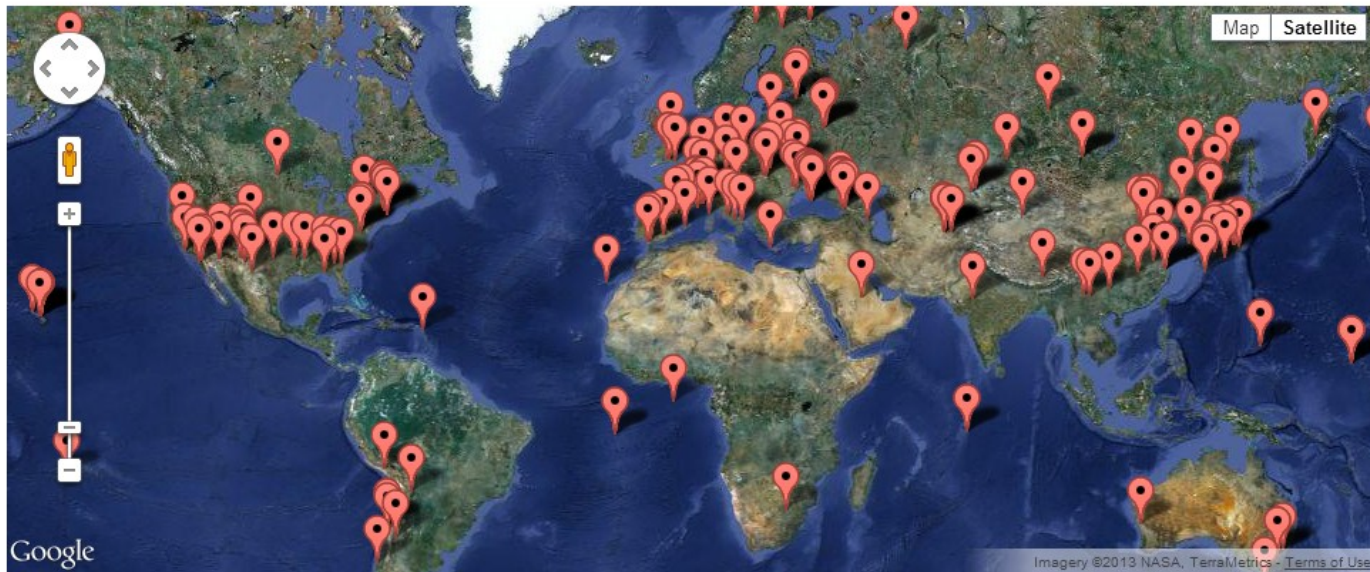 Map Satellite
Google
Imagery ©2013 NASA, TerraMetrics - Terms of Use